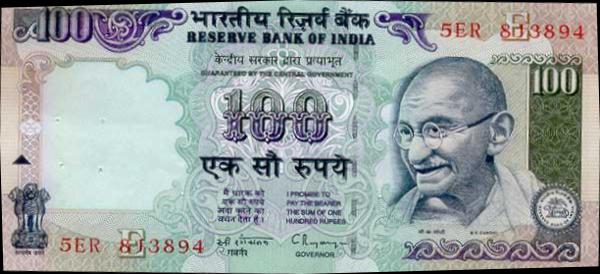 100
भारतीय रिज़र्व बैंक
RESERVE BANK OF INDIA
5ER 813894
E
केन्द्रीय सरकार द्वारा प्रत्याभूत
GUARANTEED BY THE CENTRAL GOVERNMENT
100
100
एक सौ रुपये
मैं धारक को
एक सौ रुपये
अदा करने का
वचन देता हूँ।
I PROMISE TO
PAY THE BEARER
THE SUM OF ONE
HUNDRED RUPEES
5ER 813894
E
गवर्नर
GOVERNOR